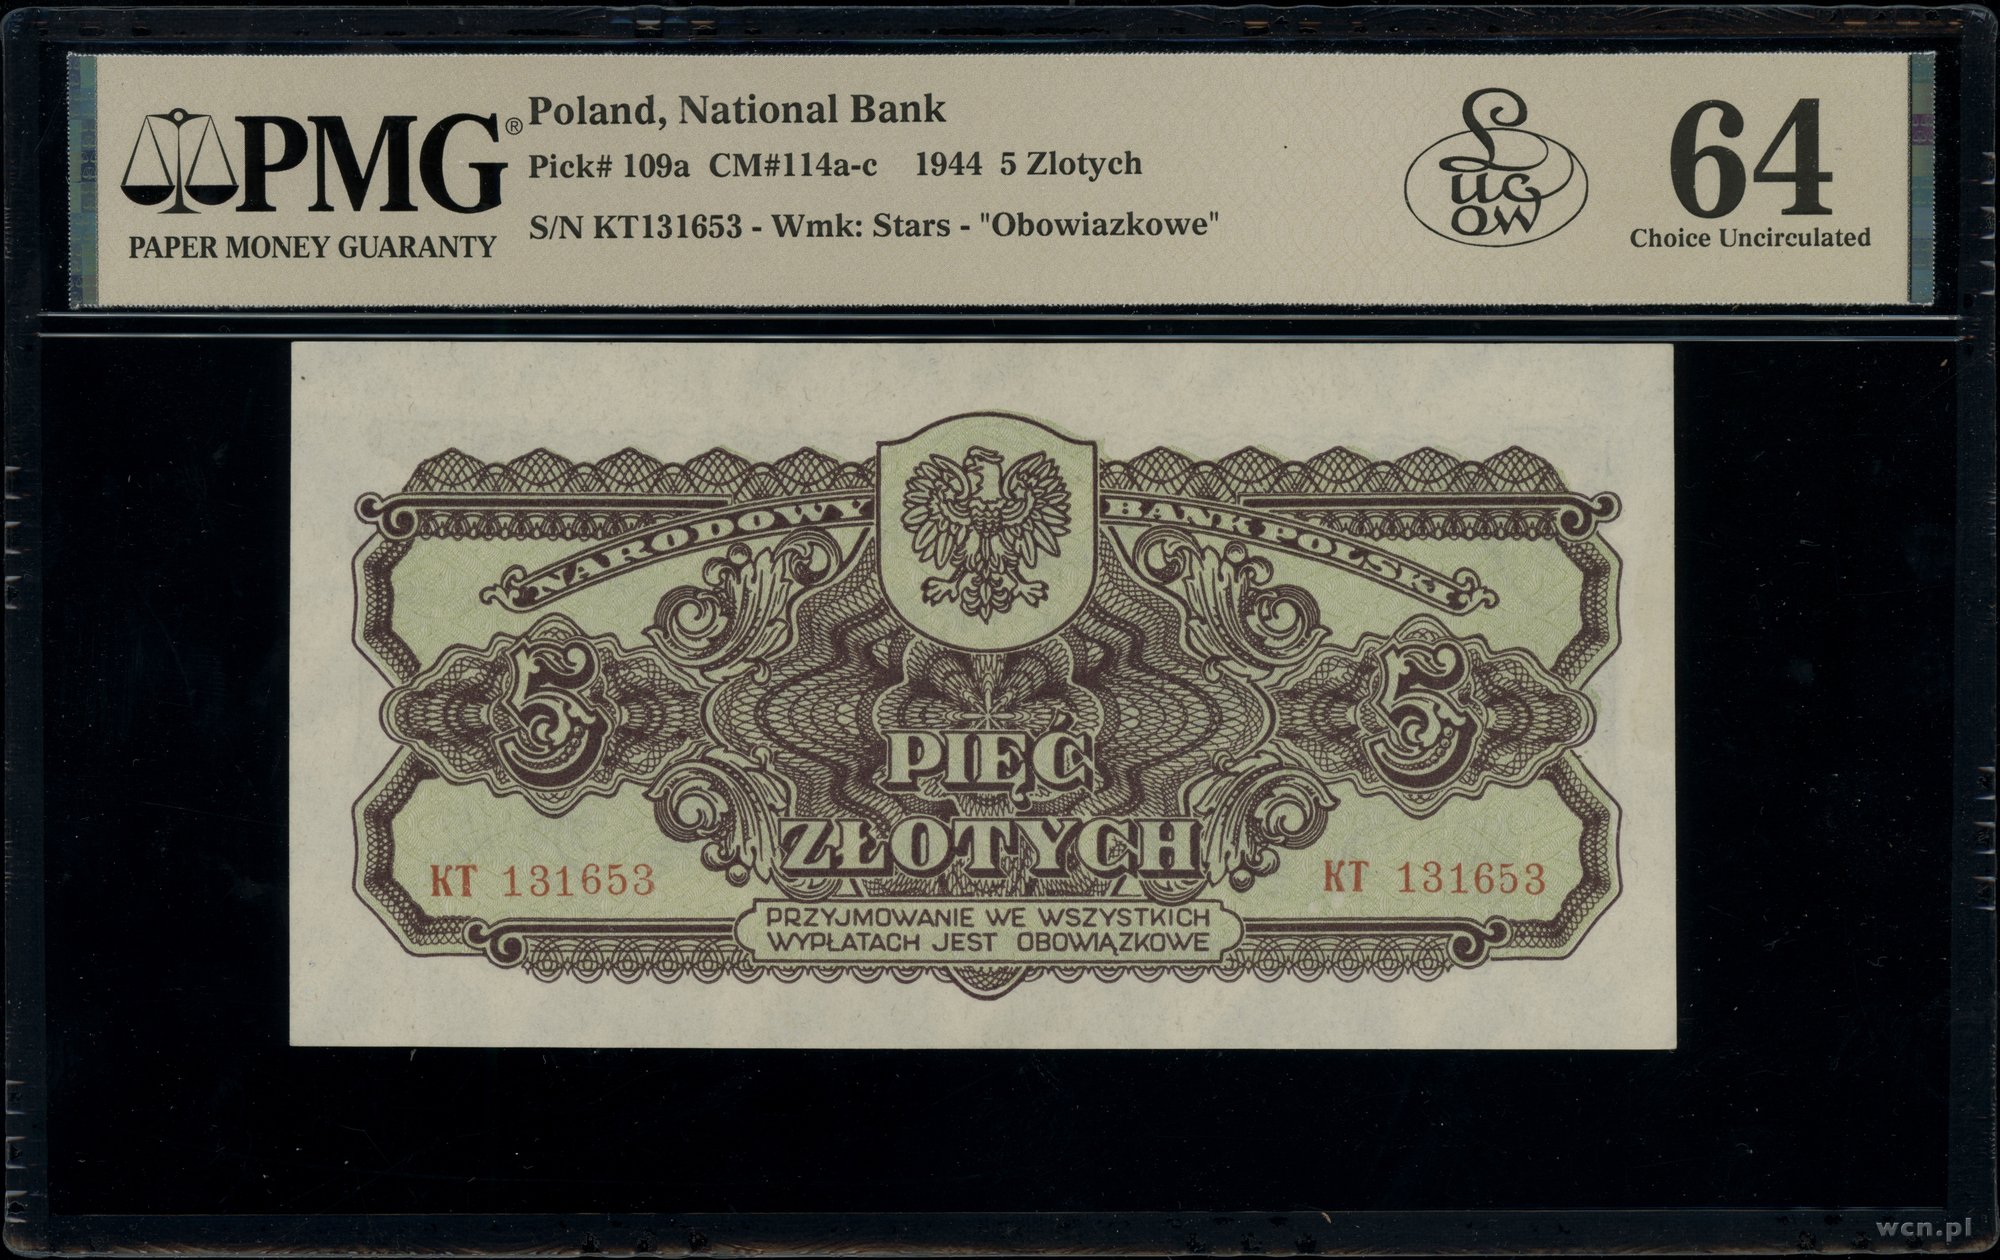 PMG®
PAPER MONEY GUARANTY
Poland, National Bank
Pick# 109a CM#114a-c 1944 5 Zlotych
S/N KT131653 - Wmk: Stars - "Obowiazkowe"
Lugow
64
Choice Uncirculated
NARODOWY BANK POLSKI
5 5
PIĘĆ
ZŁOTYCH
KT 131653 KT 131653
PRZYJMOWANIE WE WSZYSTKICH
WYPŁATACH JEST OBOWIĄZKOWE
wcn.pl